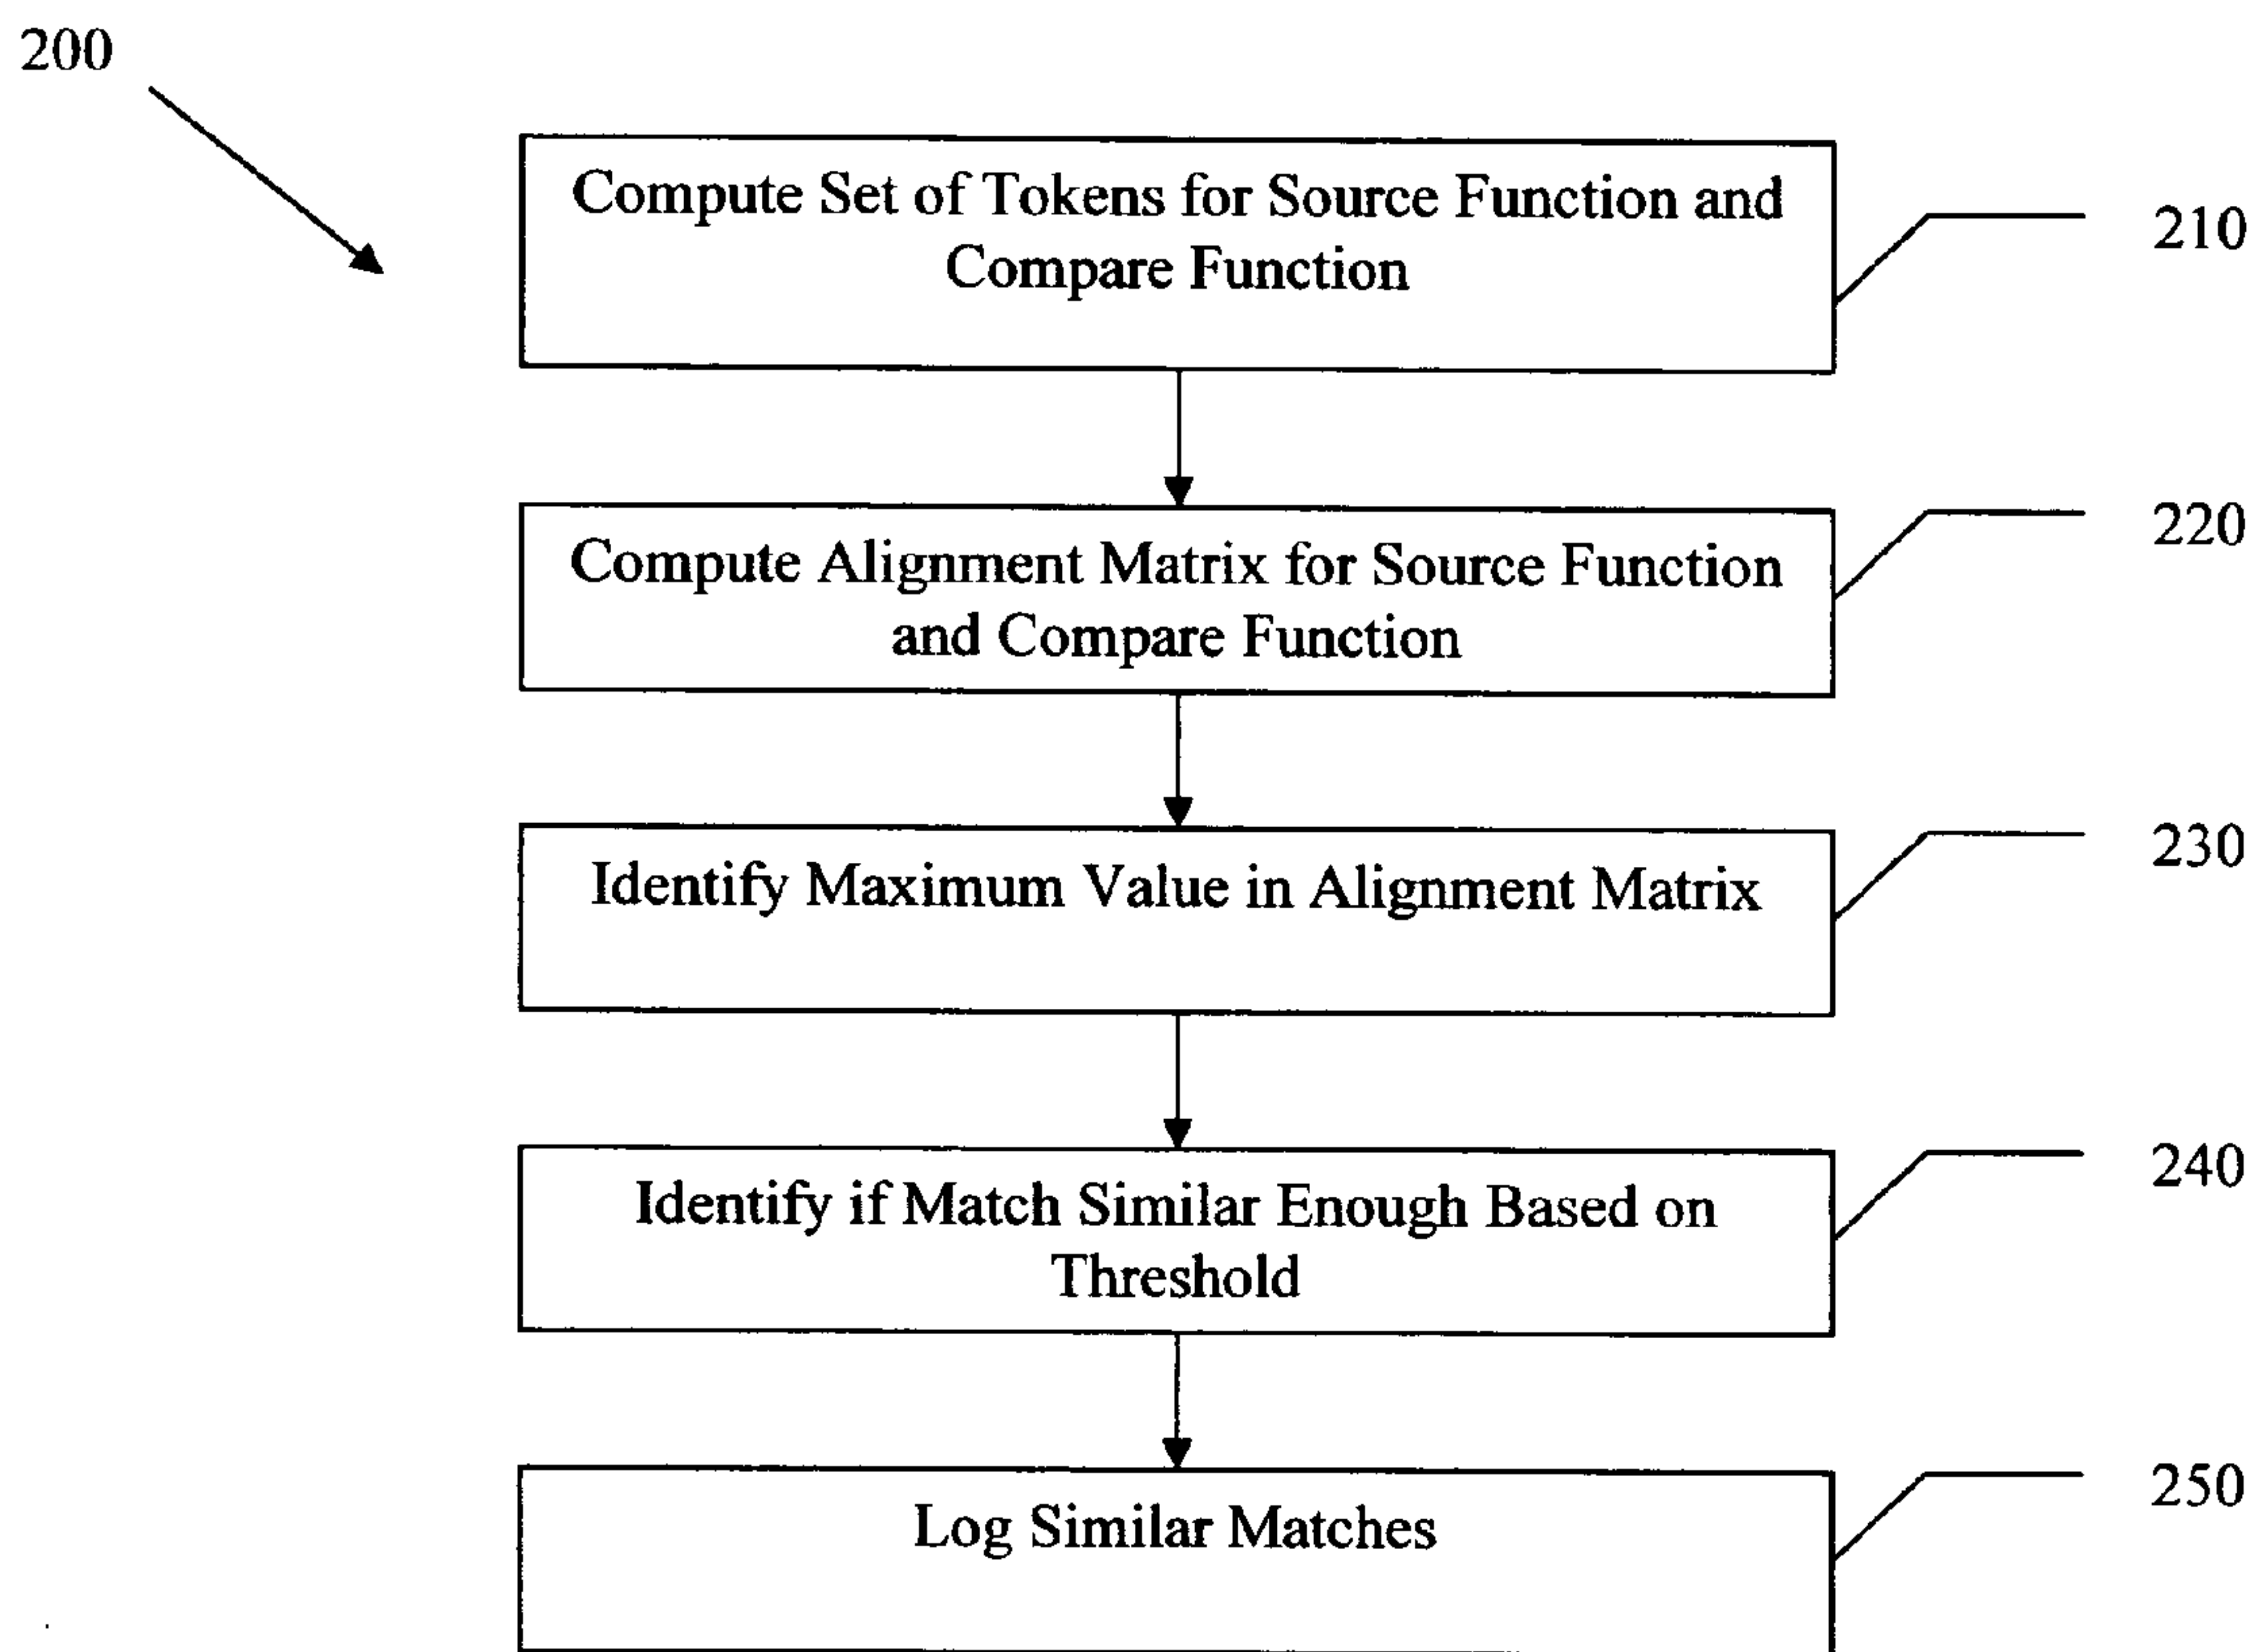 200
Compute Set of Tokens for Source Function and
Compare Function
210
Compute Alignment Matrix for Source Function
and Compare Function
220
Identify Maximum Value in Alignment Matrix
230
Identify if Match Similar Enough Based on
Threshold
240
Log Similar Matches
250